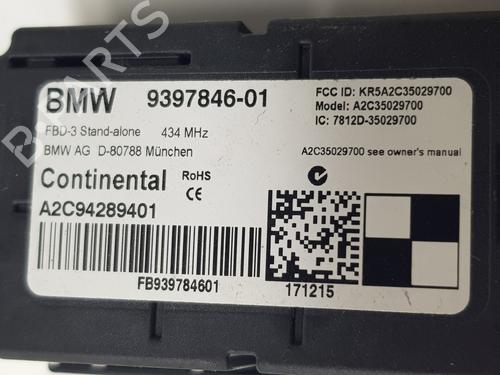 BMW 9397846-01
FBD-3 Stand-alone 434 MHz
BMW AG D-80788 München
Continental RoHS
CE
A2C94289401
FB939784601
FCC ID: KR5A2C35029700
Model: A2C35029700
IC: 7812D-35029700
A2C35029700 see owner's manual
171215
B-PARTS